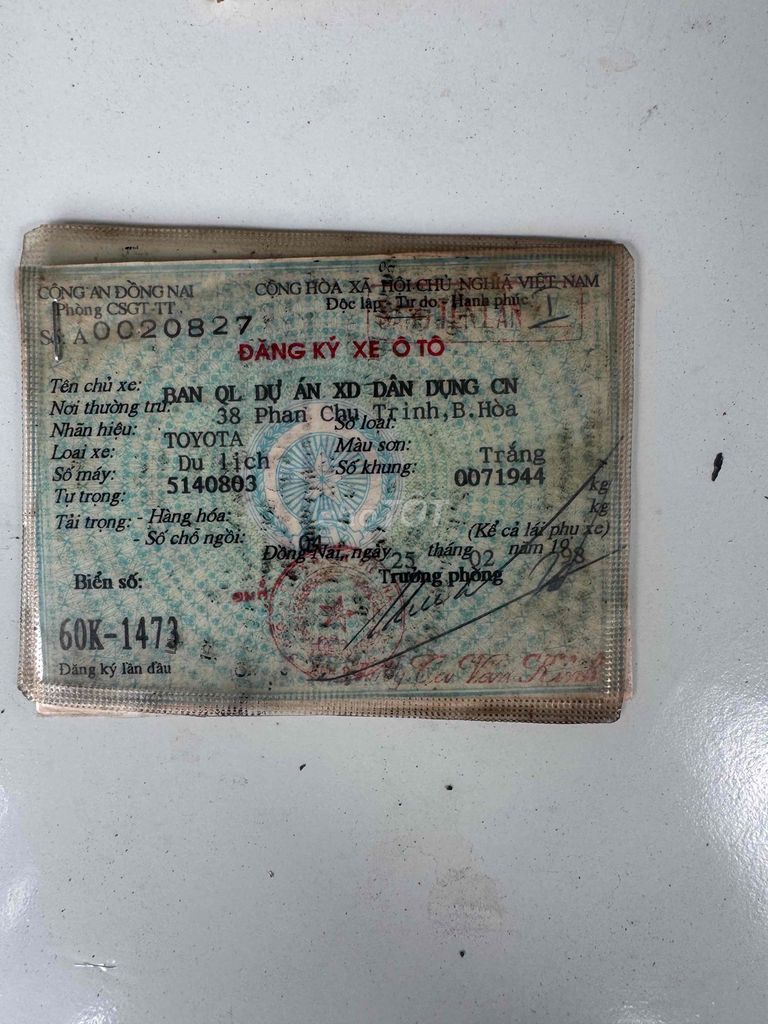 CÔNG AN ĐỒNG NAI
Phòng CSGT-TT
Số: A0020827
CỘNG HÒA XÃ HỘI CHỦ NGHĨA VIỆT NAM
Độc lập - Tự do - Hạnh phúc
ĐĂNG KÝ XE Ô TÔ
Tên chủ xe: BAN QL DỰ ÁN XD DÂN DỤNG CN
Nơi thường trú: 38 Phan Chu Trinh, B.Hòa
Nhãn hiệu: TOYOTA Số loại:
Loại xe: Du lịch Màu sơn: Trắng
Số máy: 5140803 Số khung: 0071944
Tự trọng: kg
Tải trọng: - Hàng hóa: kg
- Số chỗ ngồi: 04 (Kể cả lái phụ xe)
Đồng Nai, ngày 25 tháng 02 năm 1998
Trưởng phòng
Biển số:
60K-1473
Đăng ký lần đầu